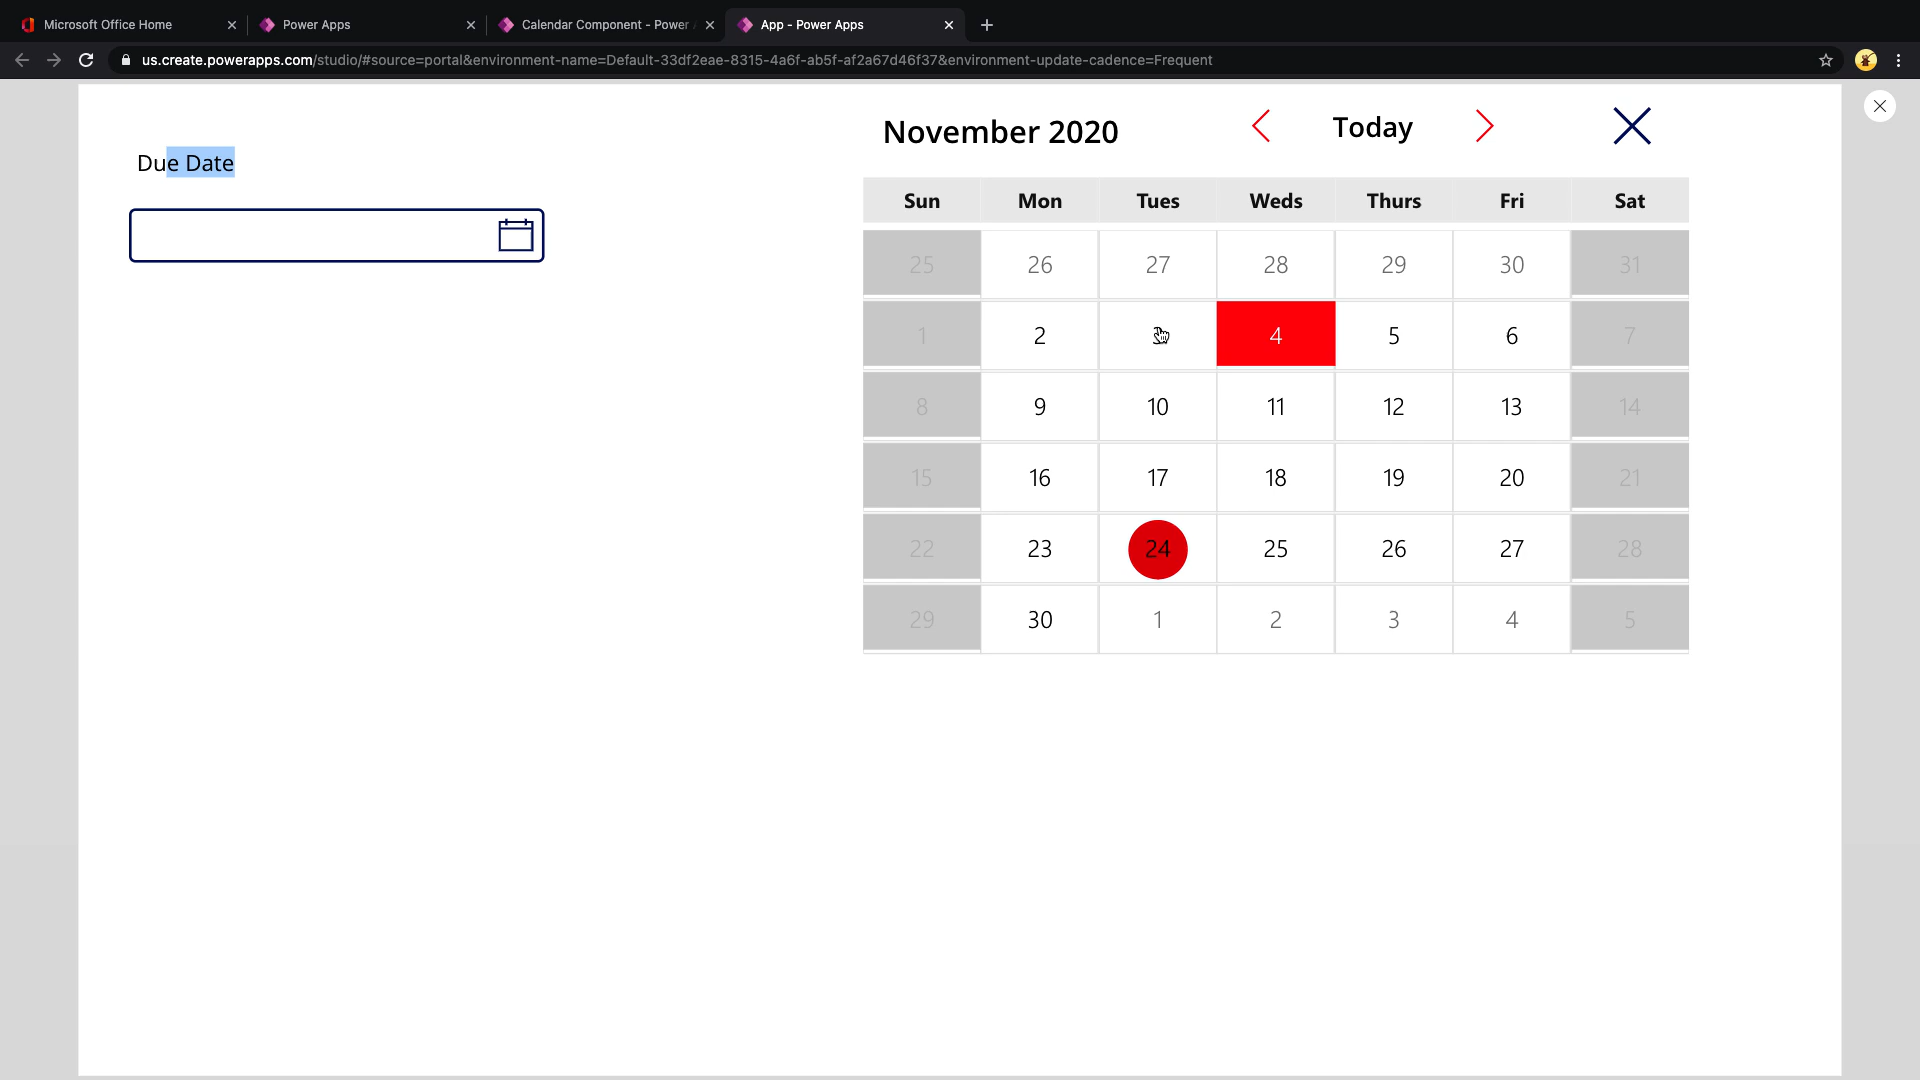 Microsoft Office Home
Power Apps
Calendar Component - Power
App - Power Apps
us.create.powerapps.com/studio/#source=portal&environment-name=Default-33df2eae-8315-4a6f-ab5f-af2a67d46f37&environment-update-cadence=Frequent
Due Date
November 2020
Today
Sun Mon Tues Weds Thurs Fri Sat
25 26 27 28 29 30 31
1 2 4 5 6 7
8 9 10 11 12 13 14
15 16 17 18 19 20 21
22 23 24 25 26 27 28
29 30 1 2 3 4 5